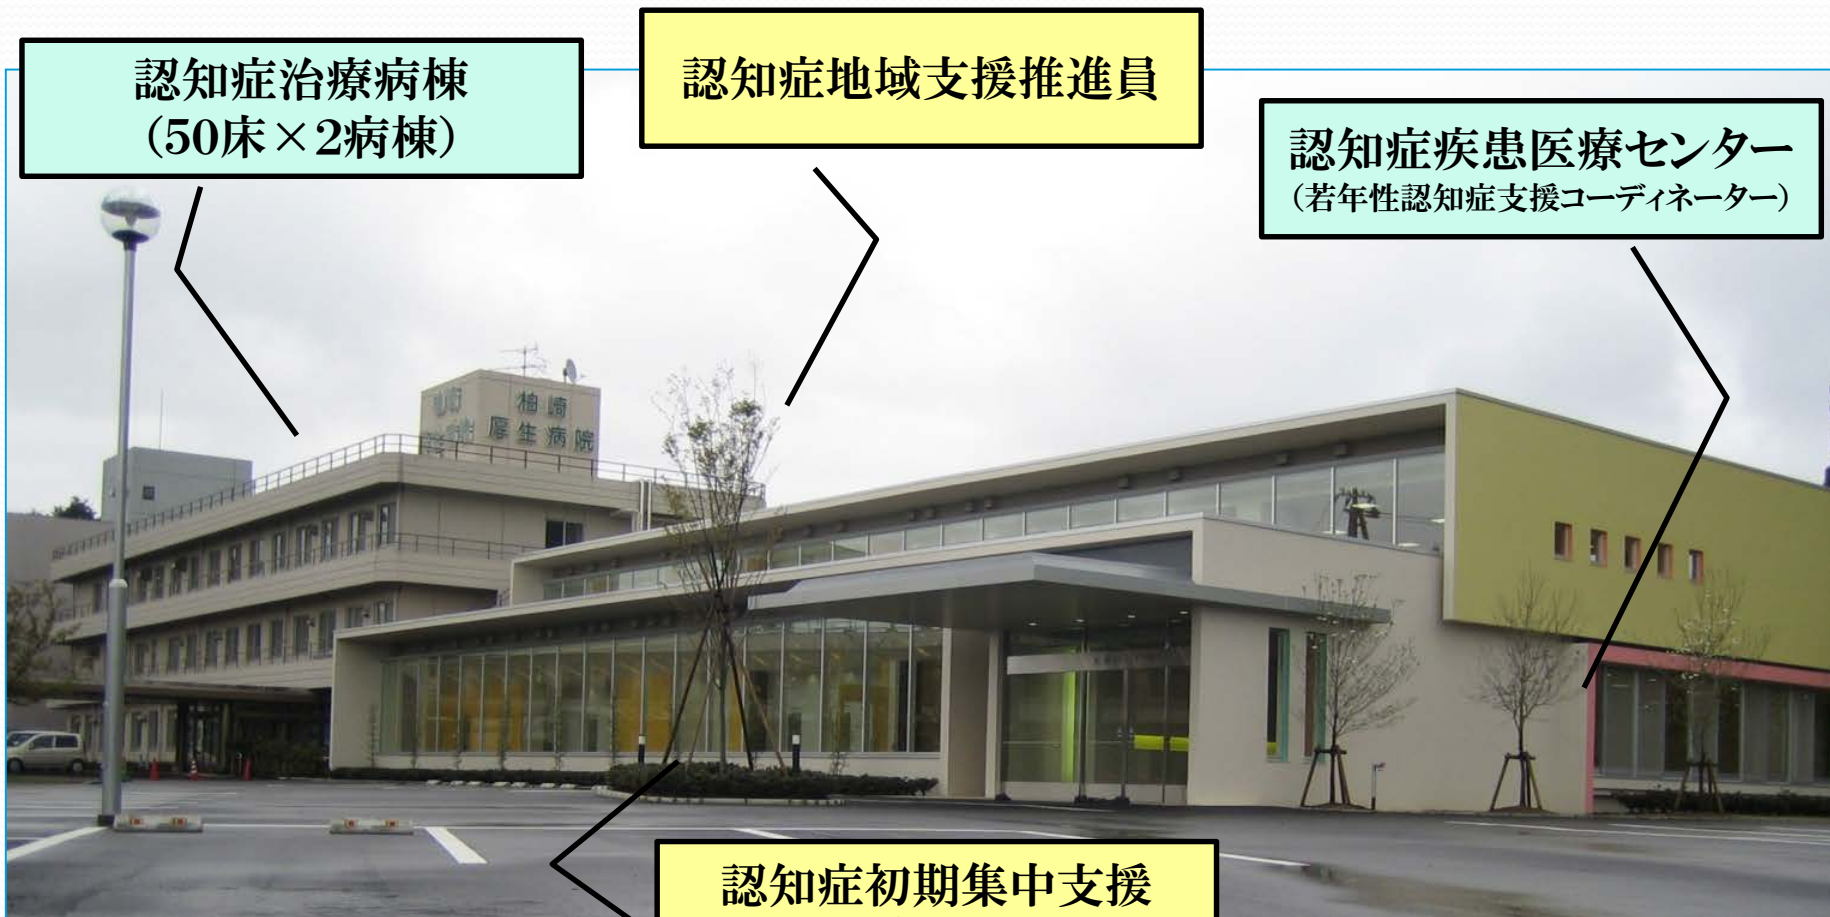 認知症治療病棟
（50床×2病棟）
認知症地域支援推進員
認知症疾患医療センター
（若年性認知症支援コーディネーター）
柏崎
厚生病院
認知症初期集中支援